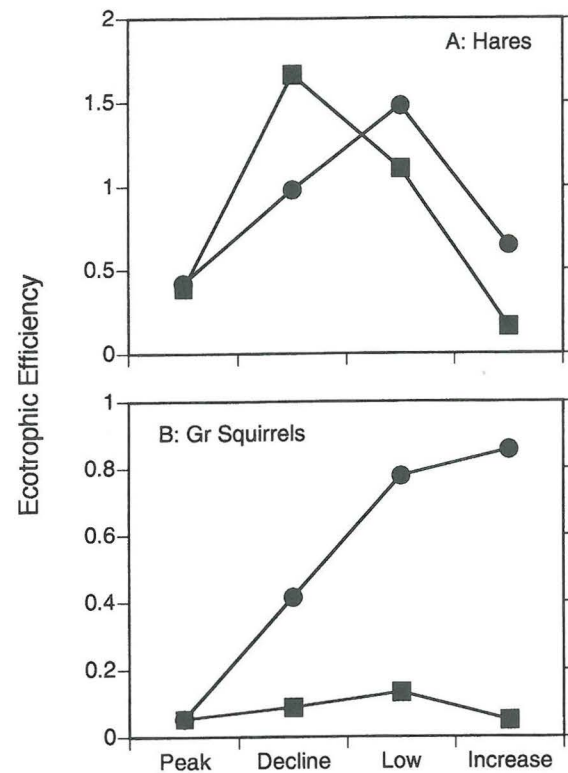 Ecotrophic Efficiency
A: Hares
2
1.5
1
0.5
0
B: Gr Squirrels
1
0.8
0.6
0.4
0.2
0
Peak Decline Low Increase